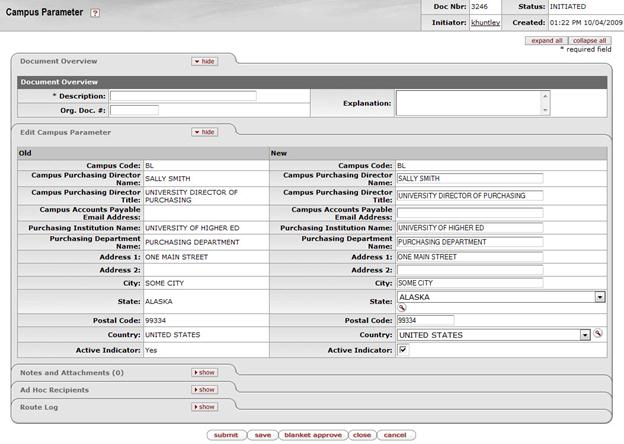 Campus Parameter ?
Doc Nbr: 3246 Status: INITIATED
Initiator: khuntley Created: 01:22 PM 10/04/2009
expand all collapse all
* required field
Document Overview hide
Document Overview
* Description: Explanation:
Org. Doc. #:
Edit Campus Parameter hide
Old New
Campus Code: BL Campus Code: BL
Campus Purchasing Director Name: SALLY SMITH Campus Purchasing Director Name: SALLY SMITH
Campus Purchasing Director Title: UNIVERSITY DIRECTOR OF PURCHASING Campus Purchasing Director Title: UNIVERSITY DIRECTOR OF PURCHASING
Campus Accounts Payable Email Address: Campus Accounts Payable Email Address:
Purchasing Institution Name: UNIVERSITY OF HIGHER ED Purchasing Institution Name: UNIVERSITY OF HIGHER ED
Purchasing Department Name: PURCHASING DEPARTMENT Purchasing Department Name: PURCHASING DEPARTMENT
Address 1: ONE MAIN STREET Address 1: ONE MAIN STREET
Address 2: Address 2:
City: SOME CITY City: SOME CITY
State: ALASKA State: ALASKA
Postal Code: 99334 Postal Code: 99334
Country: UNITED STATES Country: UNITED STATES
Active Indicator: Yes Active Indicator:
Notes and Attachments (0) show
Ad Hoc Recipients show
Route Log show
submit save blanket approve close cancel